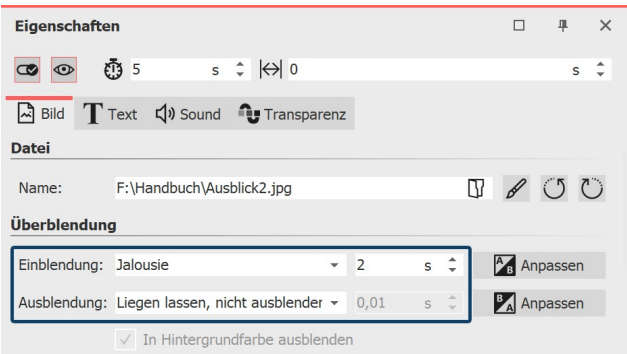 Eigenschaften
5 s 0 s
Bild Text Sound Transparenz
Datei
Name: F:\Handbuch\Ausblick2.jpg
Überblendung
Einblendung: Jalousie 2 s A B Anpassen
Ausblendung: Liegen lassen, nicht ausblender 0,01 s B A Anpassen
In Hintergrundfarbe ausblenden